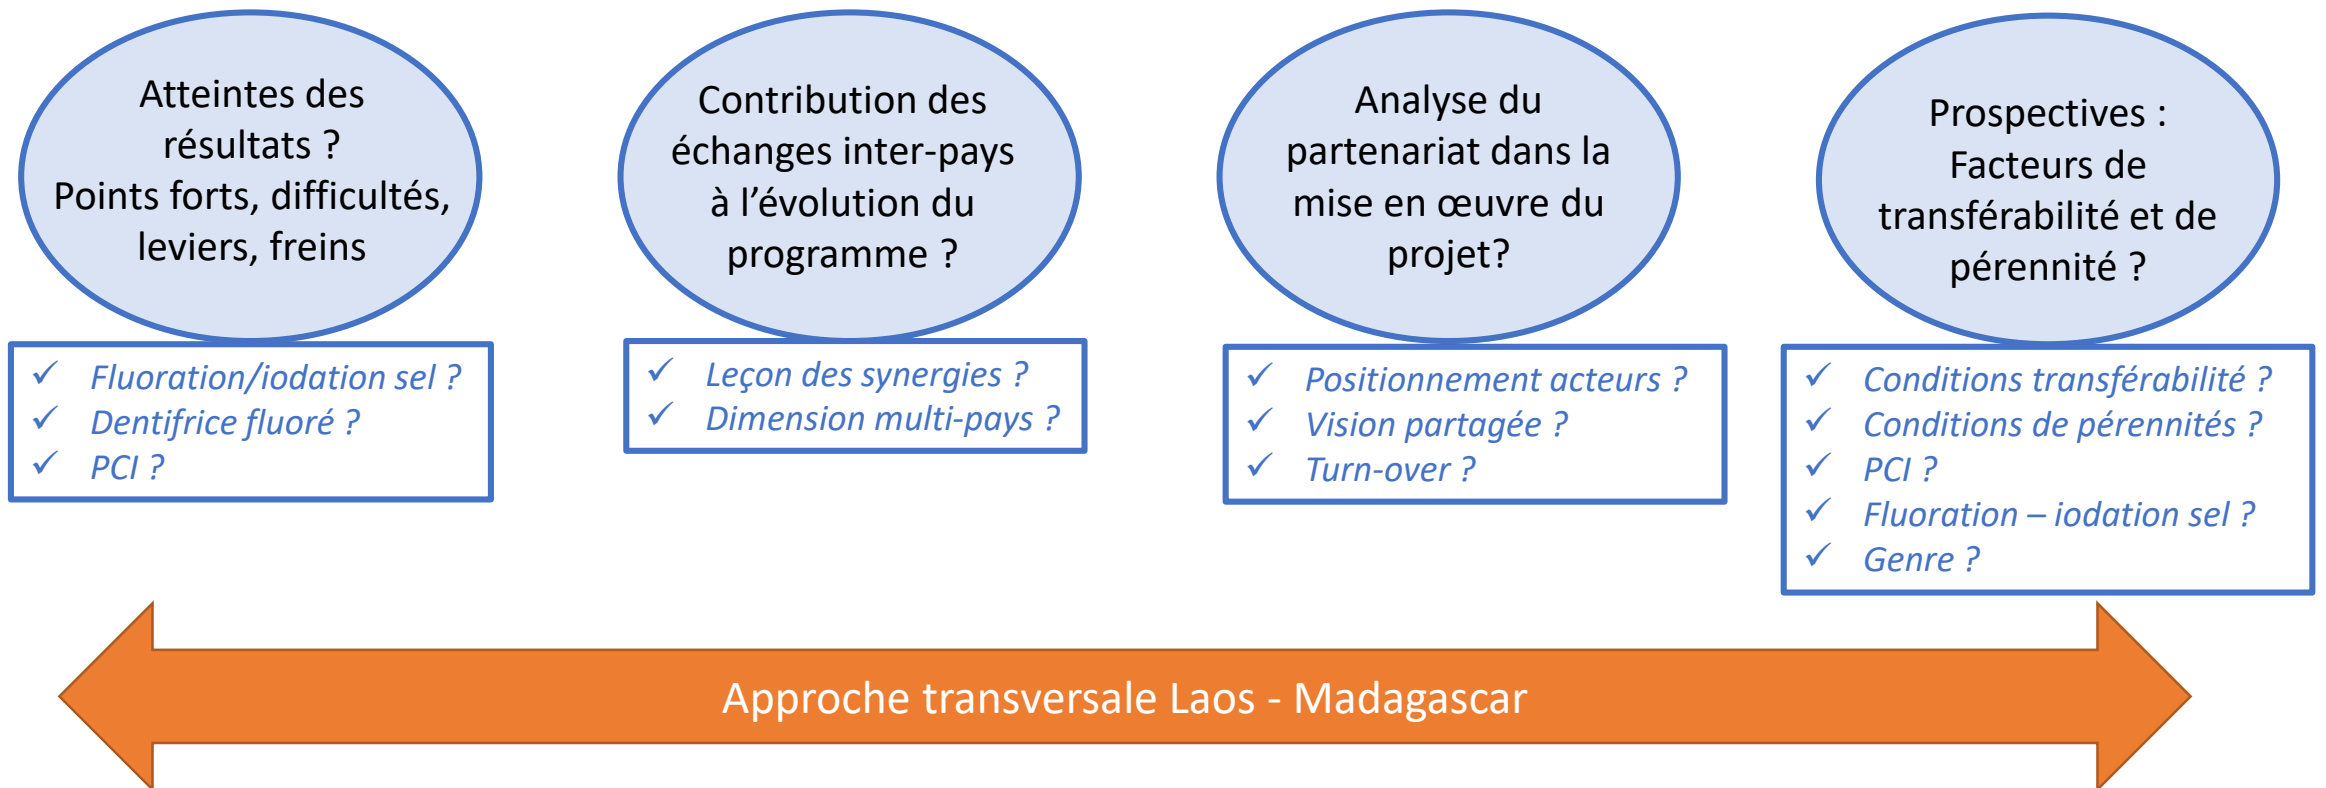 Atteintes des
résultats ?
Points forts, difficultés,
leviers, freins
Fluoration/iodation sel ?
Dentifrice fluoré ?
PCI ?
Contribution des
échanges inter-pays
à l’évolution du
programme ?
Leçon des synergies ?
Dimension multi-pays ?
Analyse du
partenariat dans la
mise en œuvre du
projet?
Positionnement acteurs ?
Vision partagée ?
Turn-over ?
Prospectives :
Facteurs de
transférabilité et de
pérennité ?
Conditions transférabilité ?
Conditions de pérennités ?
PCI ?
Fluoration – iodation sel ?
Genre ?
Approche transversale Laos - Madagascar